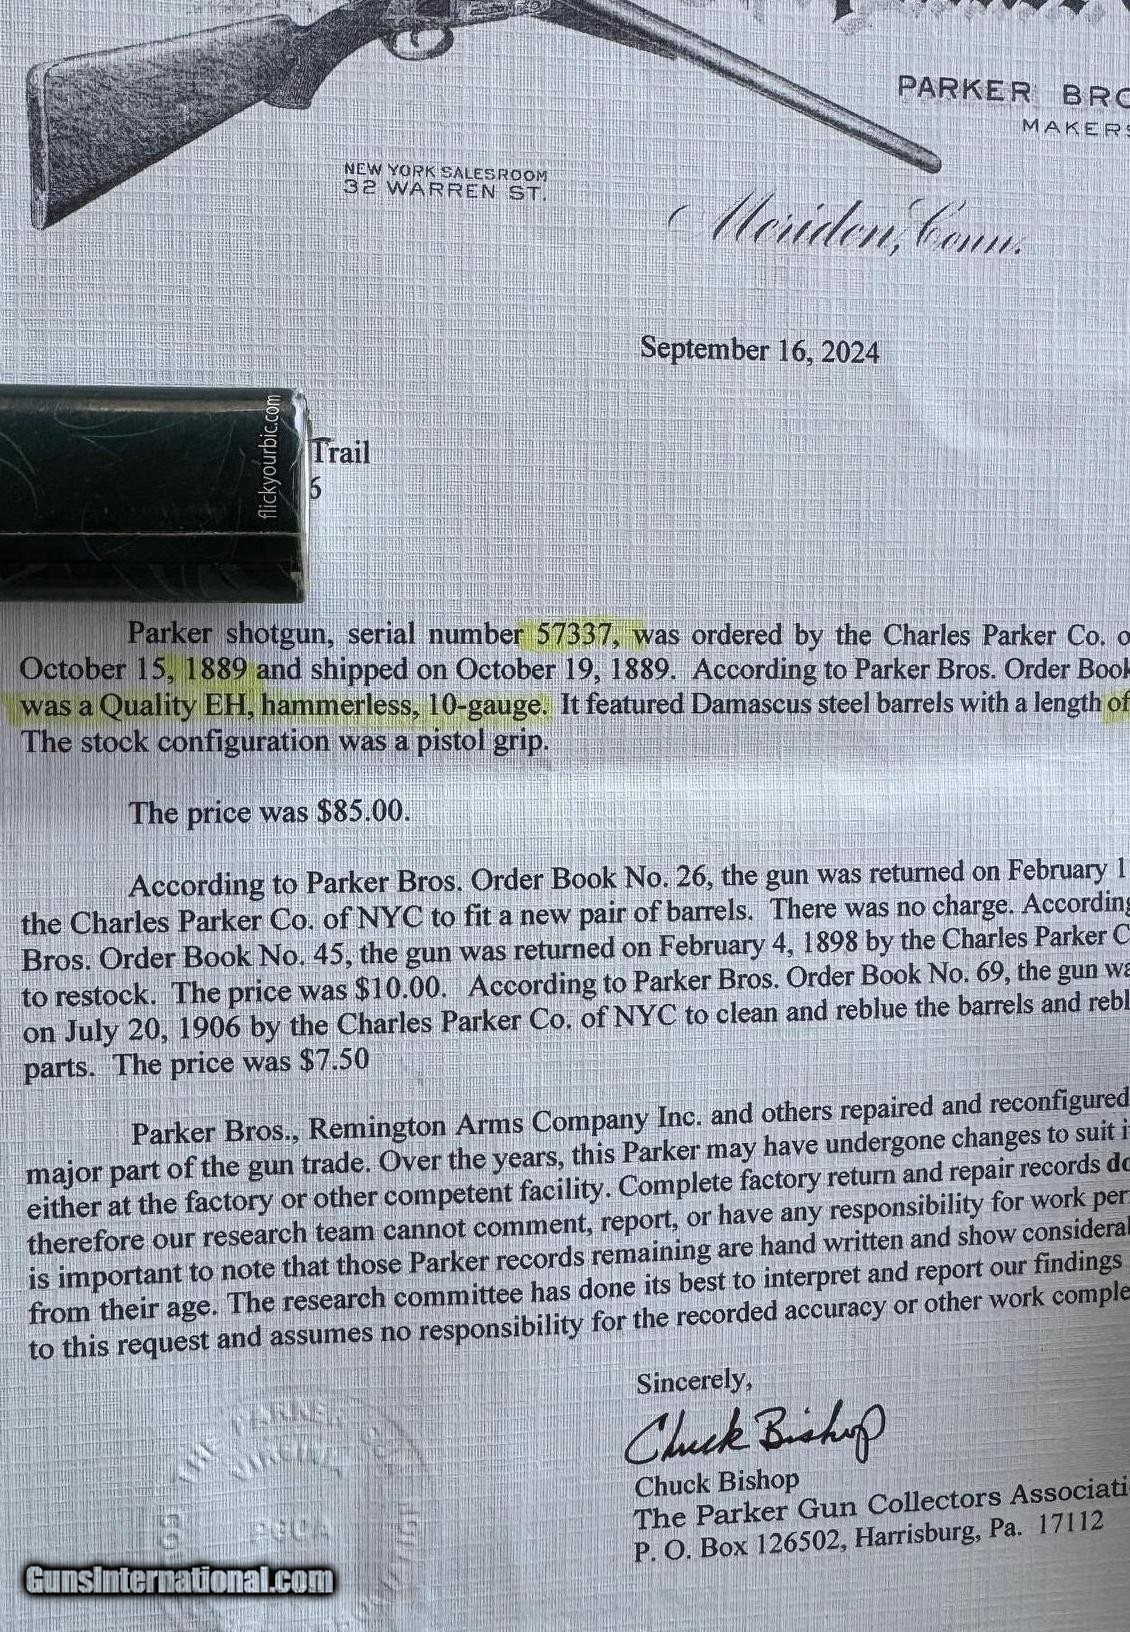 PARKER BRO
MAKERS
NEW YORK SALESROOM
32 WARREN ST.
Meriden, Conn.
September 16, 2024
flickyourbic.com
Trail
6
Parker shotgun, serial number 57337, was ordered by the Charles Parker Co. o
October 15, 1889 and shipped on October 19, 1889. According to Parker Bros. Order Book
was a Quality EH, hammerless, 10-gauge. It featured Damascus steel barrels with a length of
The stock configuration was a pistol grip.
The price was $85.00.
According to Parker Bros. Order Book No. 26, the gun was returned on February 1
the Charles Parker Co. of NYC to fit a new pair of barrels. There was no charge. According
Bros. Order Book No. 45, the gun was returned on February 4, 1898 by the Charles Parker C
to restock. The price was $10.00. According to Parker Bros. Order Book No. 69, the gun wa
on July 20, 1906 by the Charles Parker Co. of NYC to clean and reblue the barrels and rebl
parts. The price was $7.50
Parker Bros., Remington Arms Company Inc. and others repaired and reconfigured
major part of the gun trade. Over the years, this Parker may have undergone changes to suit i
either at the factory or other competent facility. Complete factory return and repair records do
therefore our research team cannot comment, report, or have any responsibility for work per
is important to note that those Parker records remaining are hand written and show considera
from their age. The research committee has done its best to interpret and report our findings
to this request and assumes no responsibility for the recorded accuracy or other work comple
Sincerely,
Chuck Bishop
Chuck Bishop
The Parker Gun Collectors Associati
P. O. Box 126502, Harrisburg, Pa. 17112
THE PARKER
PGCA
GunsInternational.com